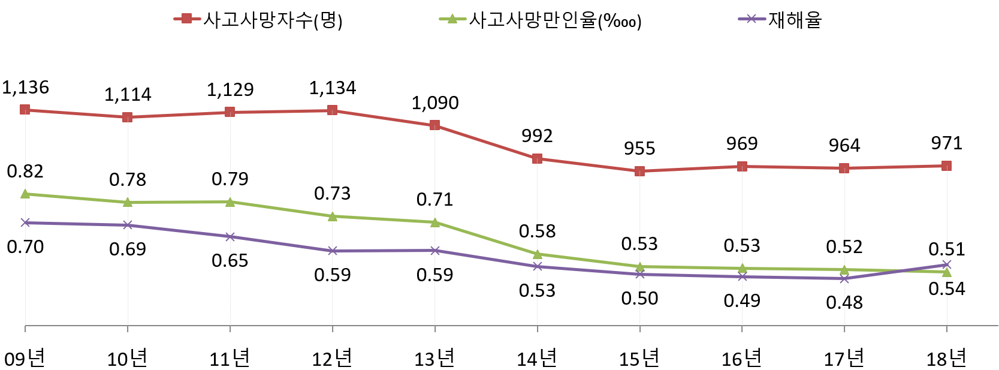 사고사망자수(명) 사고사망만인율(%ooo) 재해율
1,136 1,114 1,129 1,134 1,090 992 955 969 964 971
0.82 0.78 0.79 0.73 0.71 0.58 0.53 0.53 0.52 0.51
0.70 0.69 0.65 0.59 0.59 0.53 0.50 0.49 0.48 0.54
09년 10년 11년 12년 13년 14년 15년 16년 17년 18년